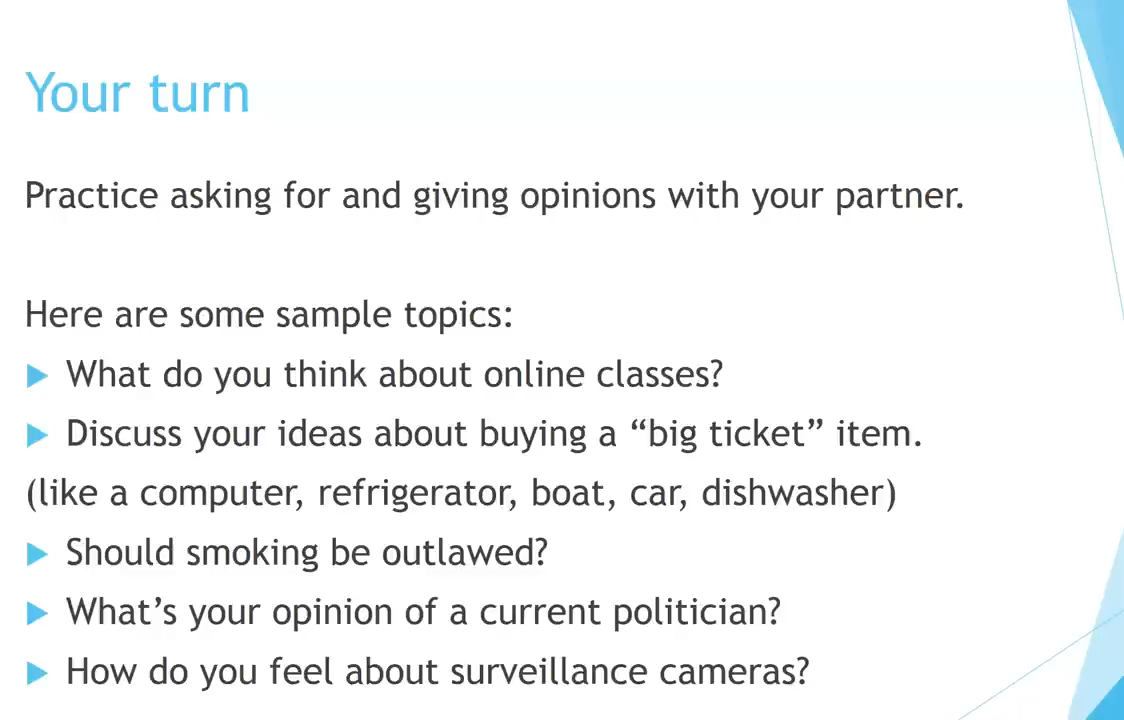 Your turn
Practice asking for and giving opinions with your partner.
Here are some sample topics:
What do you think about online classes?
Discuss your ideas about buying a “big ticket” item.
(like a computer, refrigerator, boat, car, dishwasher)
Should smoking be outlawed?
What’s your opinion of a current politician?
How do you feel about surveillance cameras?